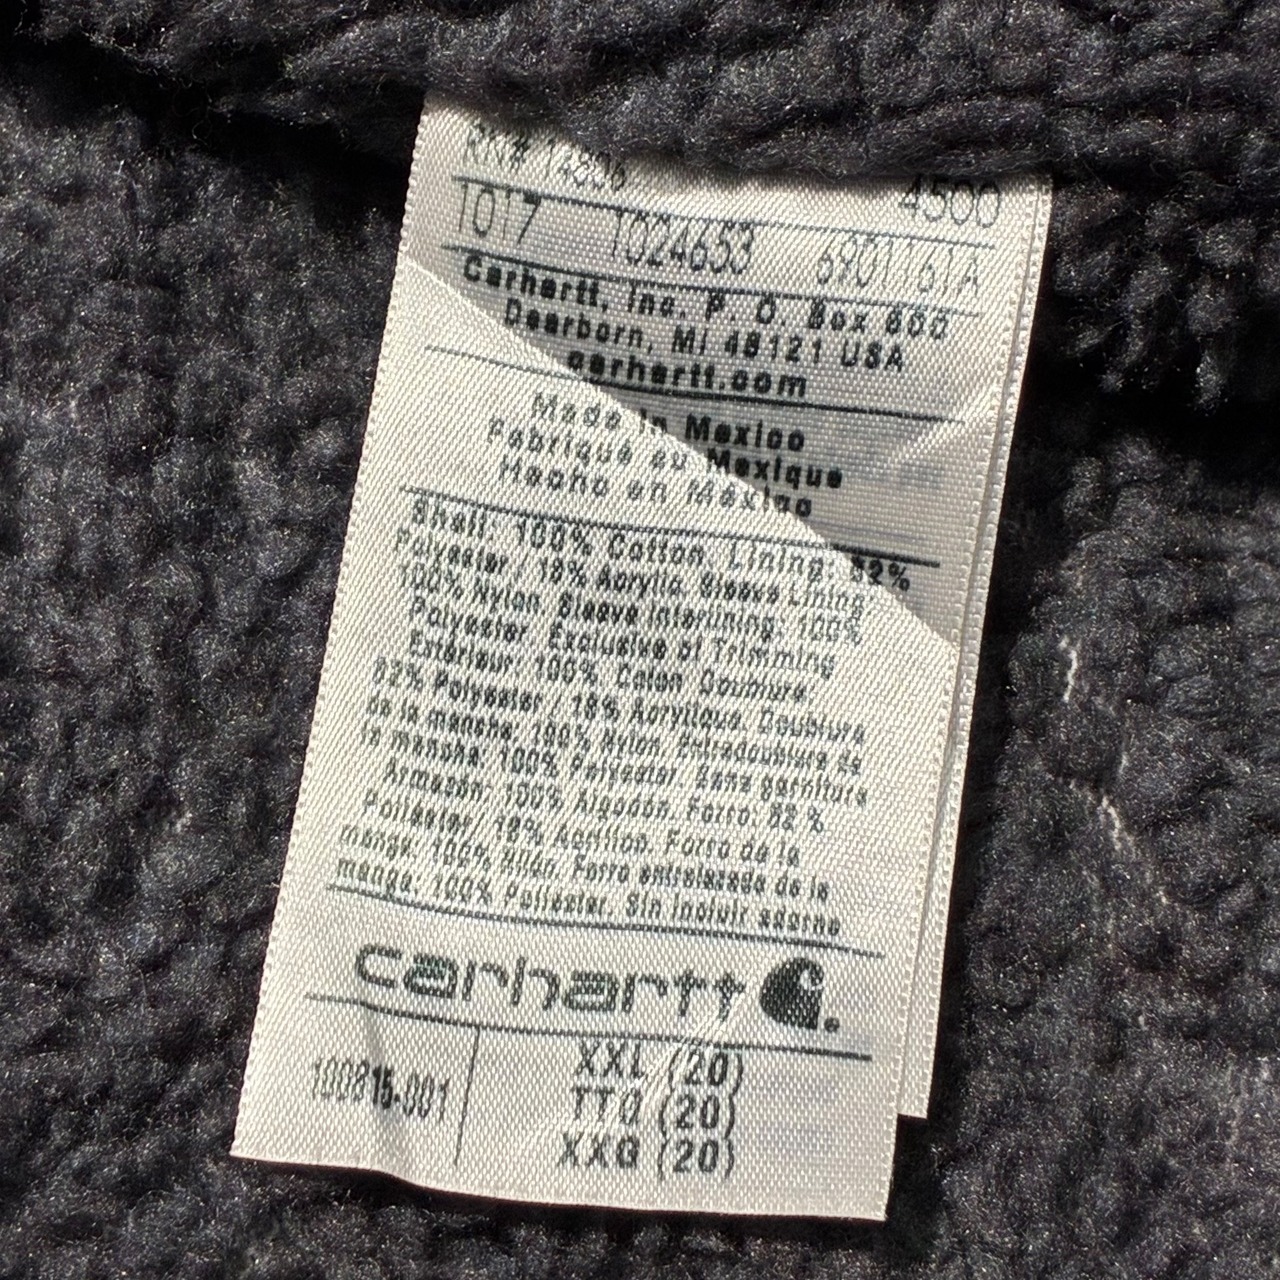 RN# 14806 4500
1017 1024653 6901161A
Carhartt, Inc. P. O. Box 600
Dearborn, MI 48121 USA
carhartt.com
Made in Mexico
Fabriqué au Mexique
Hecho en México
Shell: 100% Cotton. Lining: 82%
Polyester / 18% Acrylic. Sleeve Lining:
100% Nylon. Sleeve Interlining: 100%
Polyester. Exclusive of Trimming
Extérieur: 100% Coton Doublure:
82% Polyester / 18% Acrylique. Doublure
de la manche: 100% Nylon. Entredoublure de
la manche: 100% Polyester. Sans garniture
Armazon: 100% Algodón. Forro: 82 %
Poliester/ 18% Acrílico. Forro de la
manga: 100% Nilón. Forro entrelazado de la
manga: 100% Poliester. Sin incluir adorno
carhartt
100815-001
XXL (20)
TTG (20)
XXG (20)